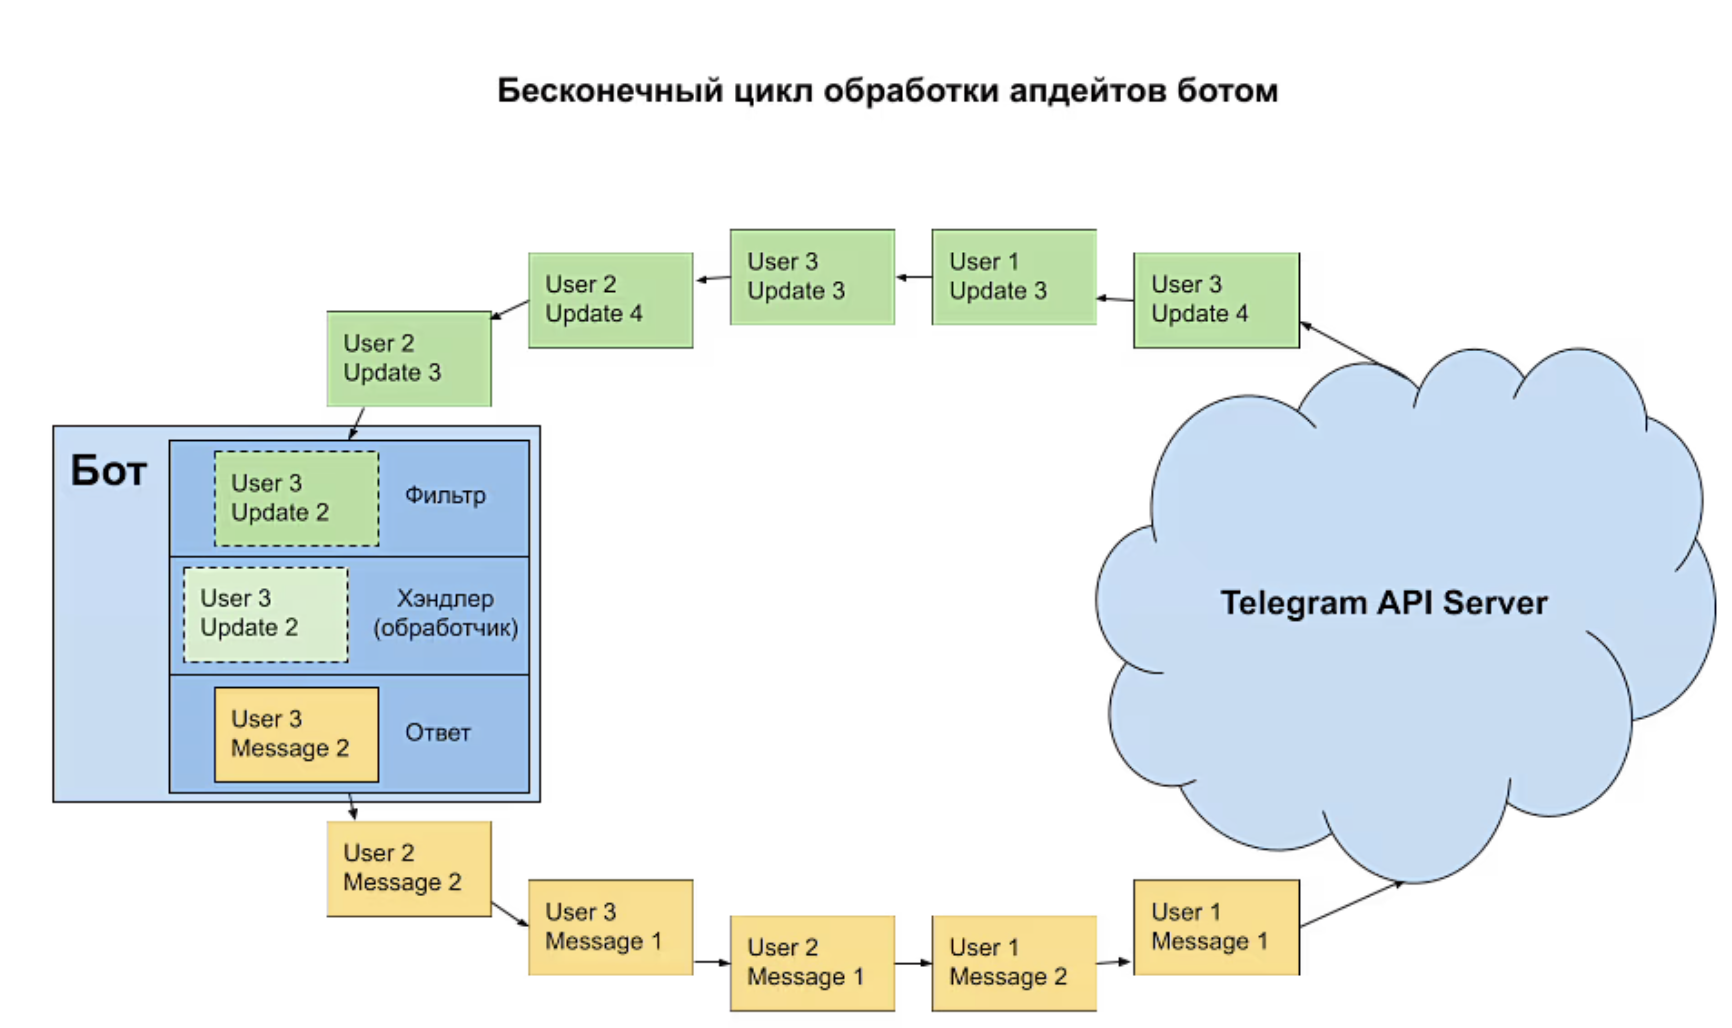 Бесконечный цикл обработки апдейтов ботом
User 2
Update 3
User 2
Update 4
User 3
Update 3
User 1
Update 3
User 3
Update 4
Бот
User 3
Update 2
Фильтр
User 3
Update 2
Хэндлер
(обработчик)
User 3
Message 2
Ответ
Telegram API Server
User 2
Message 2
User 3
Message 1
User 2
Message 1
User 1
Message 2
User 1
Message 1